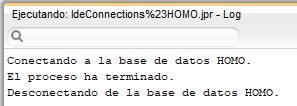 Ejecutando: IdeConnections%23HOMO.jpr - Log
Conectando a la base de datos HOMO.
El proceso ha terminado.
Desconectando de la base de datos HOMO.